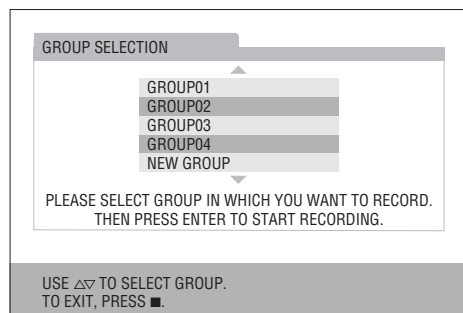 GROUP SELECTION
GROUP01
GROUP02
GROUP03
GROUP04
NEW GROUP
PLEASE SELECT GROUP IN WHICH YOU WANT TO RECORD.
THEN PRESS ENTER TO START RECORDING.
USE △▽ TO SELECT GROUP.
TO EXIT, PRESS ■.